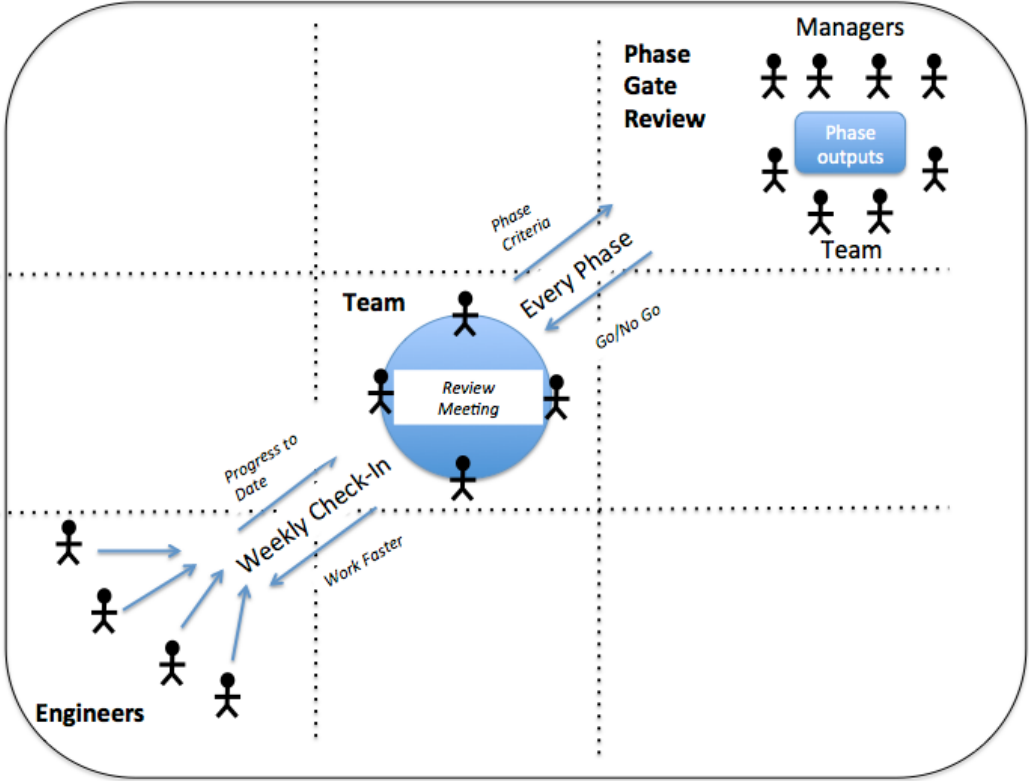 Managers
Phase
Gate
Review
Phase
outputs
Team
Phase
Criteria
Every Phase
Go/No Go
Team
Review
Meeting
Progress to
Date
Weekly Check-In
Work Faster
Engineers